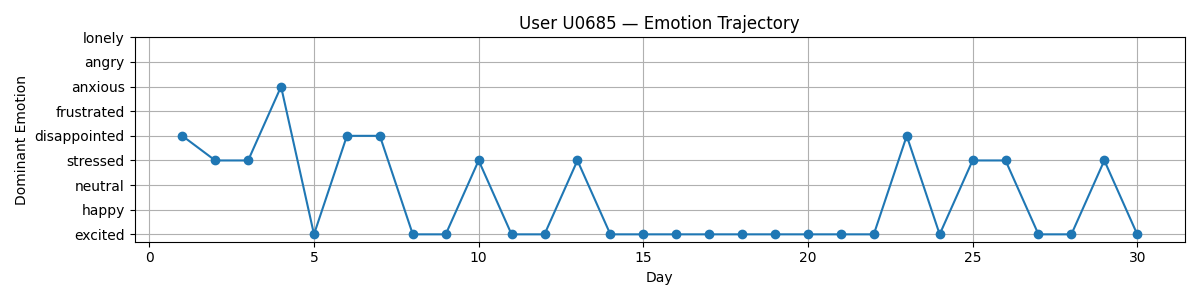 User U0685 — Emotion Trajectory
lonely
angry
anxious
frustrated
disappointed
stressed
neutral
happy
excited
Dominant Emotion
0 5 10 15 20 25 30
Day